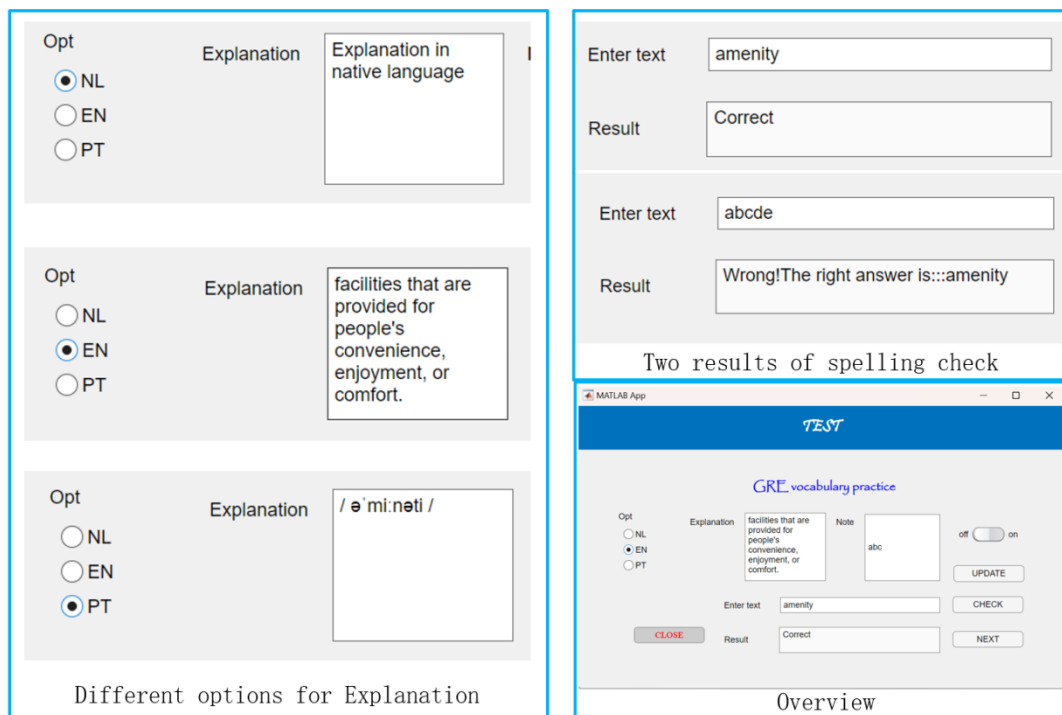 Opt
NL
EN
PT
Explanation
Explanation in
native language
Opt
NL
EN
PT
Explanation
facilities that are
provided for
people's
convenience,
enjoyment, or
comfort.
Opt
NL
EN
PT
Explanation
/ əˈmiːnəti /
Different options for Explanation
Enter text
amenity
Result
Correct
Enter text
abcde
Result
Wrong!The right answer is:::amenity
Two results of spelling check
MATLAB App
TEST
GRE vocabulary practice
Opt
NL
EN
PT
Explanation
facilities that are
provided for
people's
convenience,
enjoyment, or
comfort.
Note
abc
off
on
UPDATE
Enter text
amenity
CHECK
CLOSE
Result
Correct
NEXT
Overview